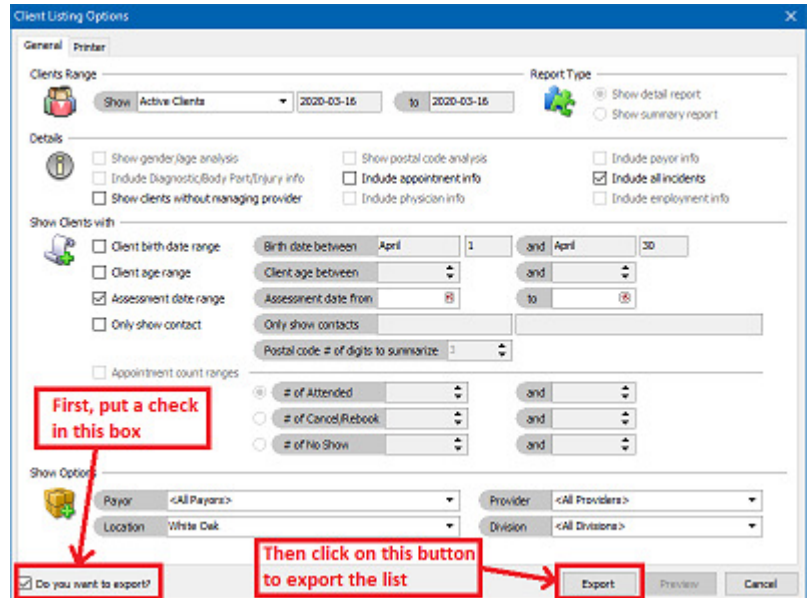 Client Listing Options
General Printer
Clients Range
Report Type
Show Active Clients 2020-03-16 to 2020-03-16
Show detail report
Show summary report
Details
Show gender/age analysis Show postal code analysis Include payor info
Include Diagnostic/Body Part/Injury info Include appointment info Include all incidents
Show clients without managing provider Include physician info Include employment info
Show Clients with
Client birth date range Birth date between April 1 and April 30
Client age range Client age between and
Assessment date range Assessment date from to
Only show contact Only show contacts
Postal code # of digits to summarize 3
Appointment count ranges
# of Attended and
# of Cancel/Rebook and
# of No Show and
First, put a check
in this box
Show Options
Payor <All Payors> Provider <All Providers>
Location White Oak Division <All Divisions>
Then click on this button
to export the list
Do you want to export? Export Preview Cancel